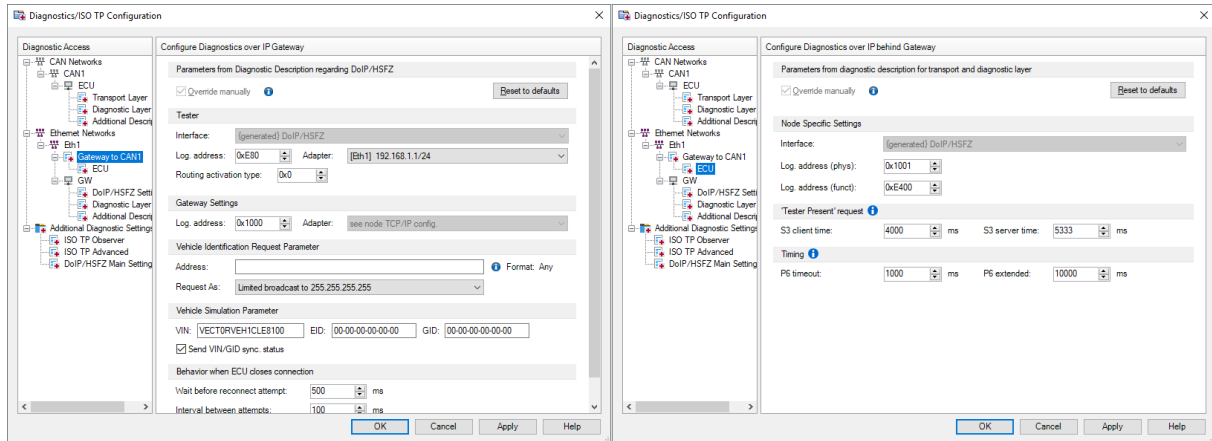 Diagnostics/ISO TP Configuration
Diagnostic Access
CAN Networks
CAN1
ECU
Transport Layer
Diagnostic Layer
Additional Descri
Ethernet Networks
Eth1
Gateway to CAN1
ECU
GW
DoIP/HSFZ Setti
Diagnostic Layer
Additional Descri
Additional Diagnostic Settings
ISO TP Observer
ISO TP Advanced
DoIP/HSFZ Main Setting
Configure Diagnostics over IP Gateway
Parameters from Diagnostic Description regarding DoIP/HSFZ
Override manually Reset to defaults
Tester
Interface: (generated) DoIP/HSFZ
Log. address: 0xE80 Adapter: [Eth1] 192.168.1.1/24
Routing activation type: 0x0
Gateway Settings
Log. address: 0x1000 Adapter: see node TCP/IP config.
Vehicle Identification Request Parameter
Address: Format: Any
Request As: Limited broadcast to 255.255.255.255
Vehicle Simulation Parameter
VIN: VECT0RVEH1CLE8100 EID: 00-00-00-00-00-00 GID: 00-00-00-00-00-00
Send VIN/GID sync. status
Behavior when ECU closes connection
Wait before reconnect attempt: 500 ms
Interval between attempts: 100 ms
OK Cancel Apply Help
Diagnostics/ISO TP Configuration
Diagnostic Access
CAN Networks
CAN1
ECU
Transport Layer
Diagnostic Layer
Additional Descri
Ethernet Networks
Eth1
Gateway to CAN1
ECU
GW
DoIP/HSFZ Setti
Diagnostic Layer
Additional Descri
Additional Diagnostic Settings
ISO TP Observer
ISO TP Advanced
DoIP/HSFZ Main Setting
Configure Diagnostics over IP behind Gateway
Parameters from diagnostic description for transport and diagnostic layer
Override manually Reset to defaults
Node Specific Settings
Interface: (generated) DoIP/HSFZ
Log. address (phys): 0x1001
Log. address (funct): 0xE400
'Tester Present' request
S3 client time: 4000 ms S3 server time: 5333 ms
Timing
P6 timeout: 1000 ms P6 extended: 10000 ms
OK Cancel Apply Help